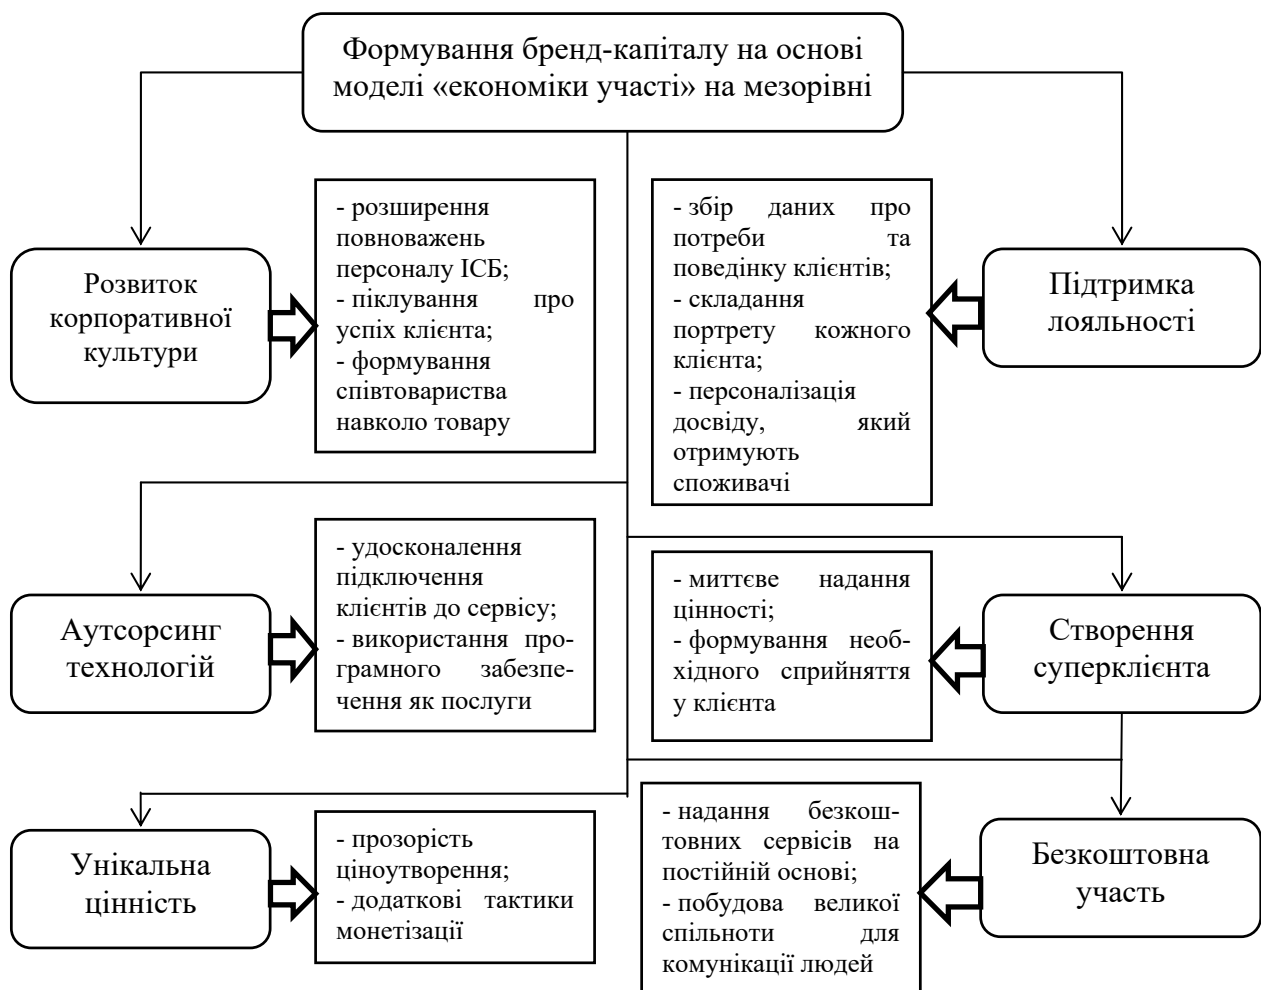 Формування бренд-капіталу на основі
моделі «економіки участі» на мезорівні
Розвиток
корпоративної
культури
- розширення
повноважень
персоналу ІСБ;
- піклування про
успіх клієнта;
- формування
співтовариства
навколо товару
- збір даних про
потреби та
поведінку клієнтів;
- складання
портрету кожного
клієнта;
- персоналізація
досвіду, який
отримують
споживачі
Підтримка
лояльності
Аутсорсинг
технологій
- удосконалення
підключення
клієнтів до сервісу;
- використання про-
грамного забезпе-
чення як послуги
- миттєве надання
цінності;
- формування необ-
хідного сприйняття
у клієнта
Створення
суперклієнта
Унікальна
цінність
- прозорість
ціноутворення;
- додаткові тактики
монетізації
- надання безкош-
товних сервісів на
постійній основі;
- побудова великої
спільноти для
комунікації людей
Безкоштовна
участь